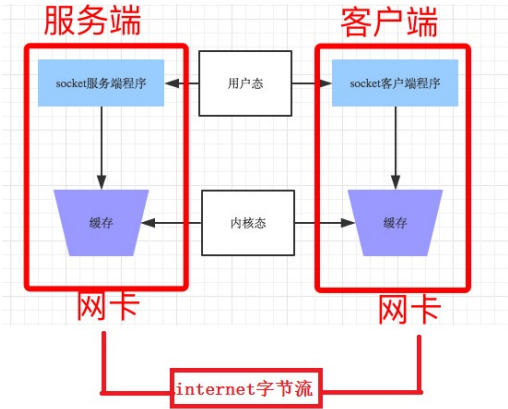 服务端
客户端
socket服务端程序
用户态
socket客户端程序
缓存
内核态
缓存
网卡
网卡
internet字节流